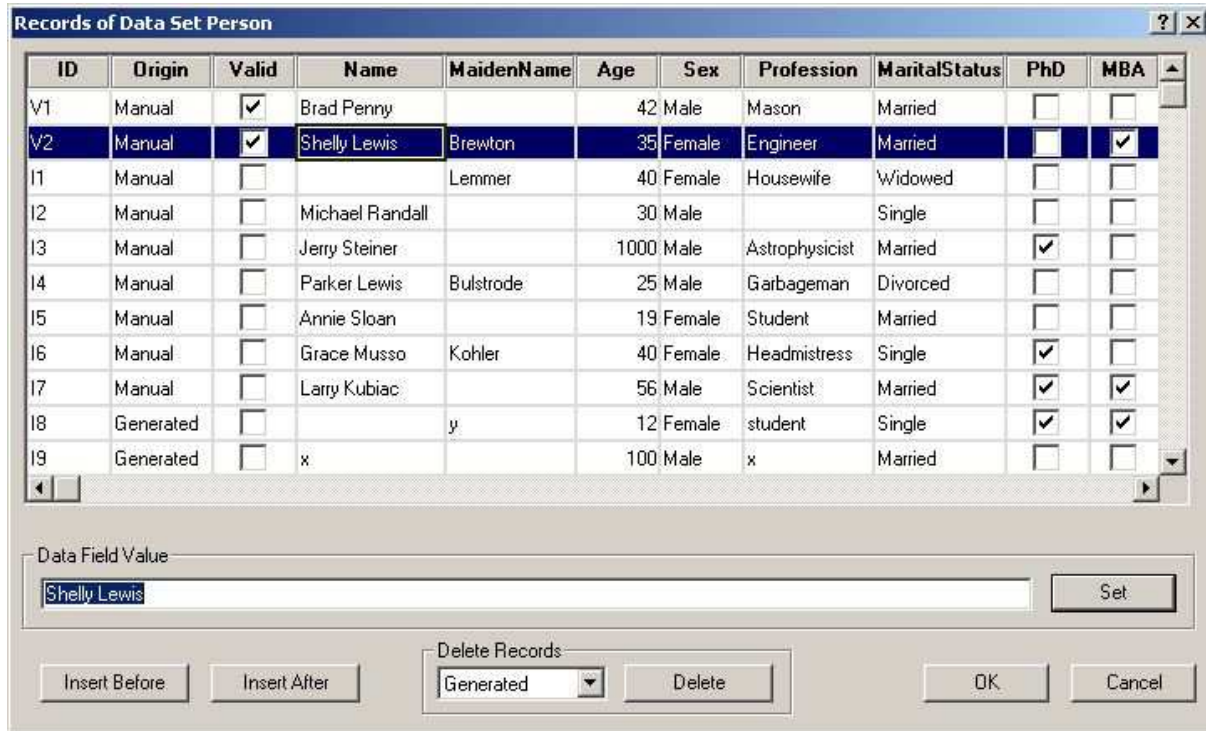 Records of Data Set Person
ID Origin Valid Name MaidenName Age Sex Profession MaritalStatus PhD MBA
V1 Manual Brad Penny 42 Male Mason Married
V2 Manual Shelly Lewis Brewton 35 Female Engineer Married
I1 Manual Lemmer 40 Female Housewife Widowed
I2 Manual Michael Randall 30 Male Single
I3 Manual Jerry Steiner 1000 Male Astrophysicist Married
I4 Manual Parker Lewis Bulstrode 25 Male Garbageman Divorced
I5 Manual Annie Sloan 19 Female Student Married
I6 Manual Grace Musso Kohler 40 Female Headmistress Single
I7 Manual Larry Kubiac 56 Male Scientist Married
I8 Generated y 12 Female student Single
I9 Generated x 100 Male x Married
Data Field Value
Shelly Lewis Set
Delete Records
Insert Before Insert After Generated Delete OK Cancel